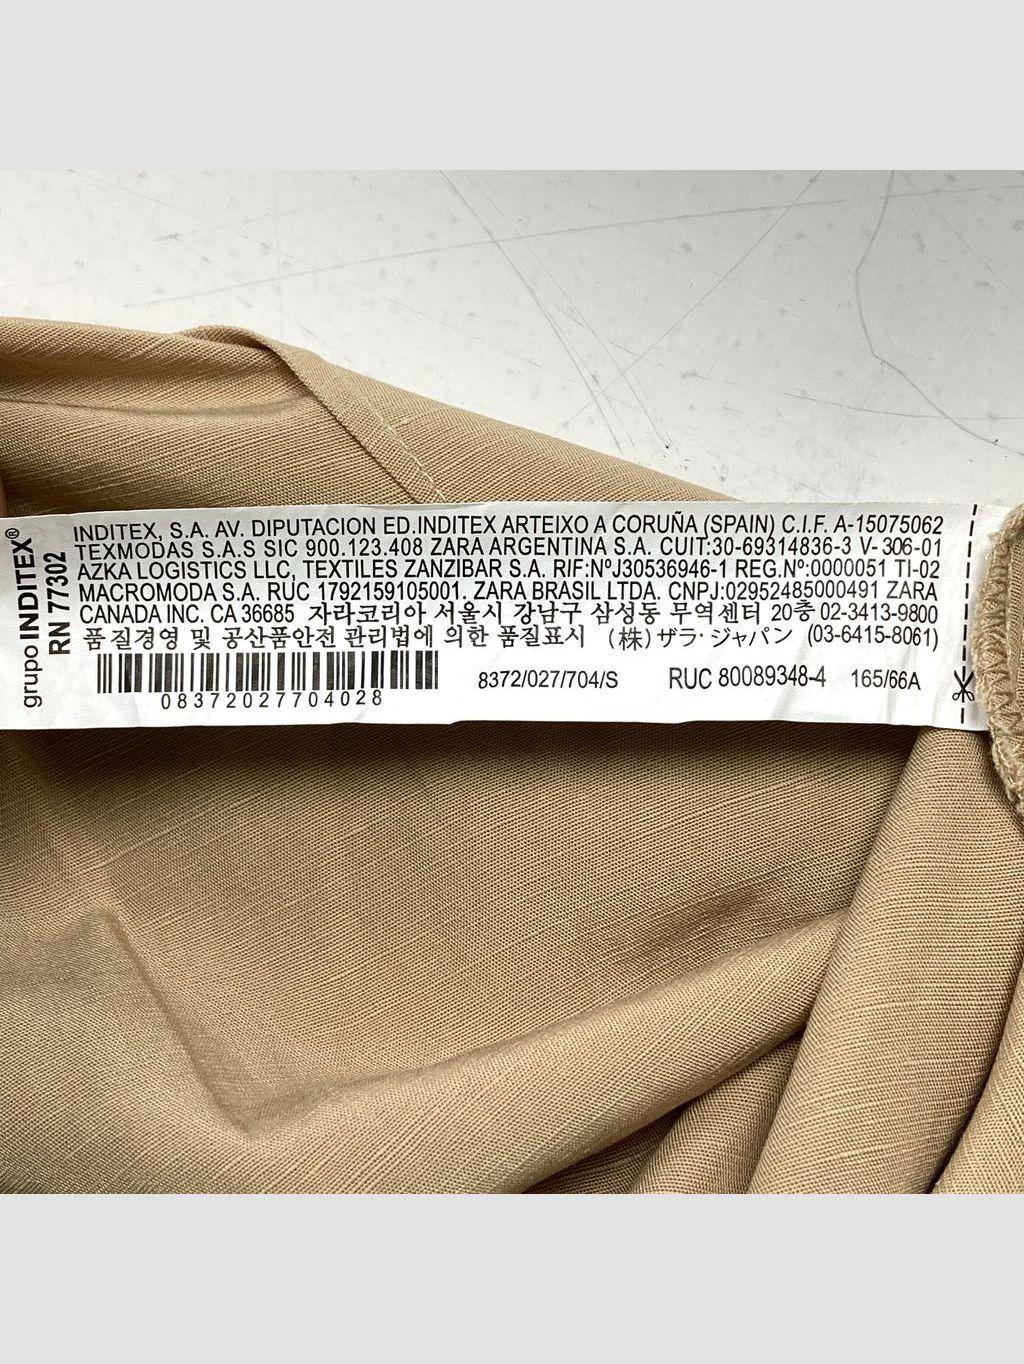 grupo INDITEX®
RN 77302
INDITEX, S.A. AV. DIPUTACION ED.INDITEX ARTEIXO A CORUÑA (SPAIN) C.I.F. A-15075062
TEXMODAS S.A.S SIC 900.123.408 ZARA ARGENTINA S.A. CUIT:30-69314836-3 V-306-01
AZKA LOGISTICS LLC, TEXTILES ZANZIBAR S.A. RIF:NºJ30536946-1 REG.Nº:0000051 TI-02
MACROMODA S.A. RUC 1792159105001. ZARA BRASIL LTDA. CNPJ:02952485000491 ZARA
CANADA INC. CA 36685 자라코리아 서울시 강남구 삼성동 무역센터 20층 02-3413-9800
품질경영 및 공산품안전 관리법에 의한 품질표시 (株)ザラ・ジャパン (03-6415-8061)
08372027704028
8372/027/704/S RUC 80089348-4 165/66A